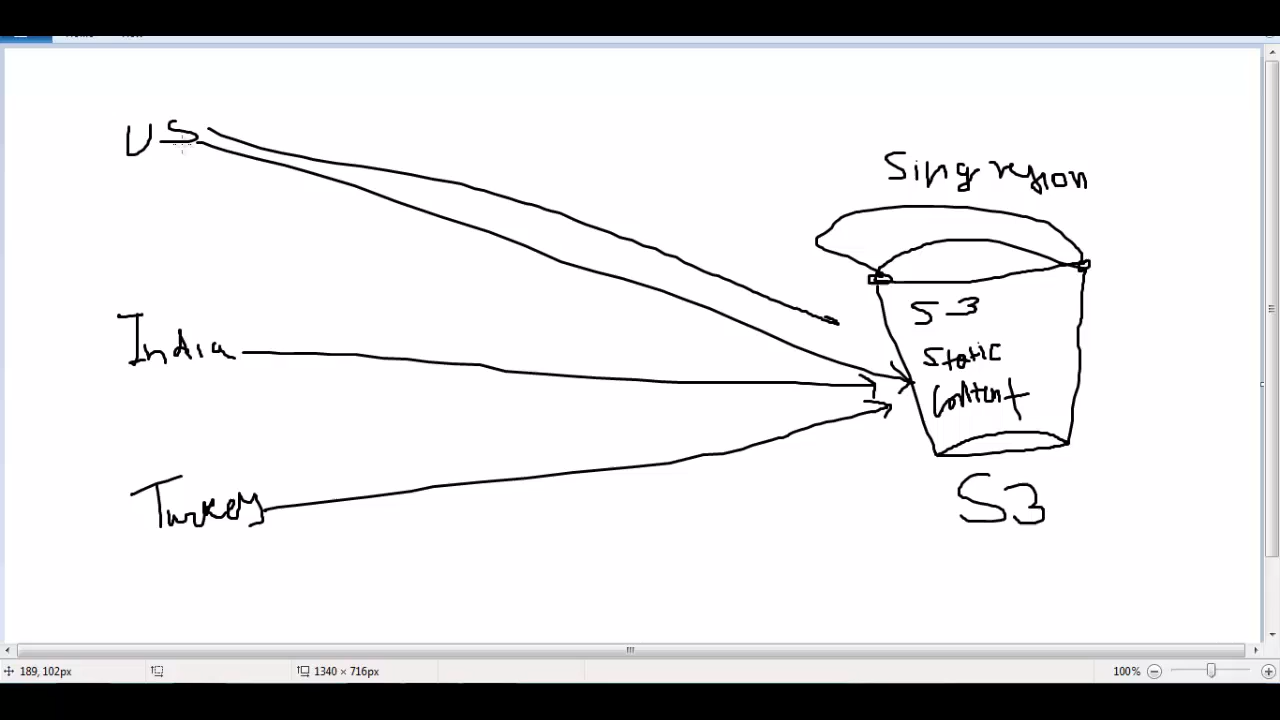 US
Sing region
S3
Static
Content
India
Turkey
S3
189, 102px
1340 × 716px
100%